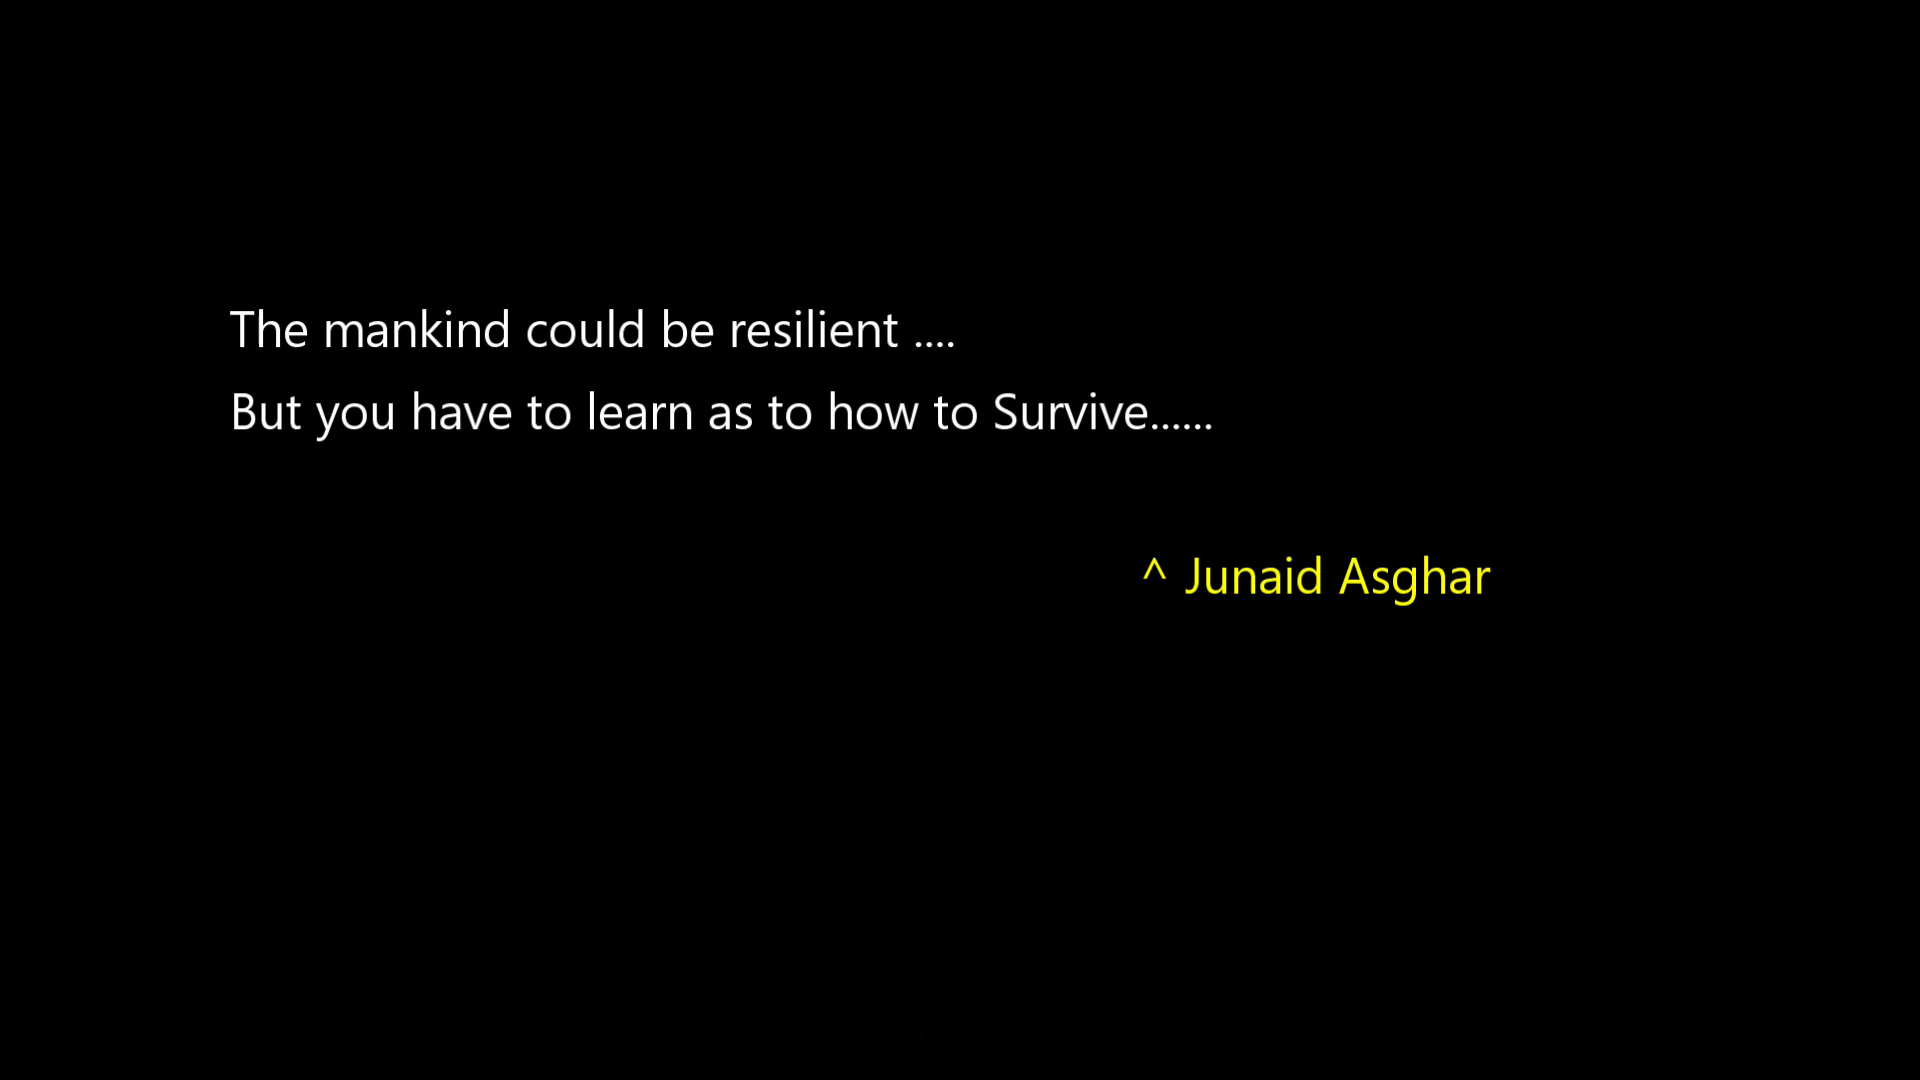 The mankind could be resilient ....
But you have to learn as to how to Survive......
^ Junaid Asghar